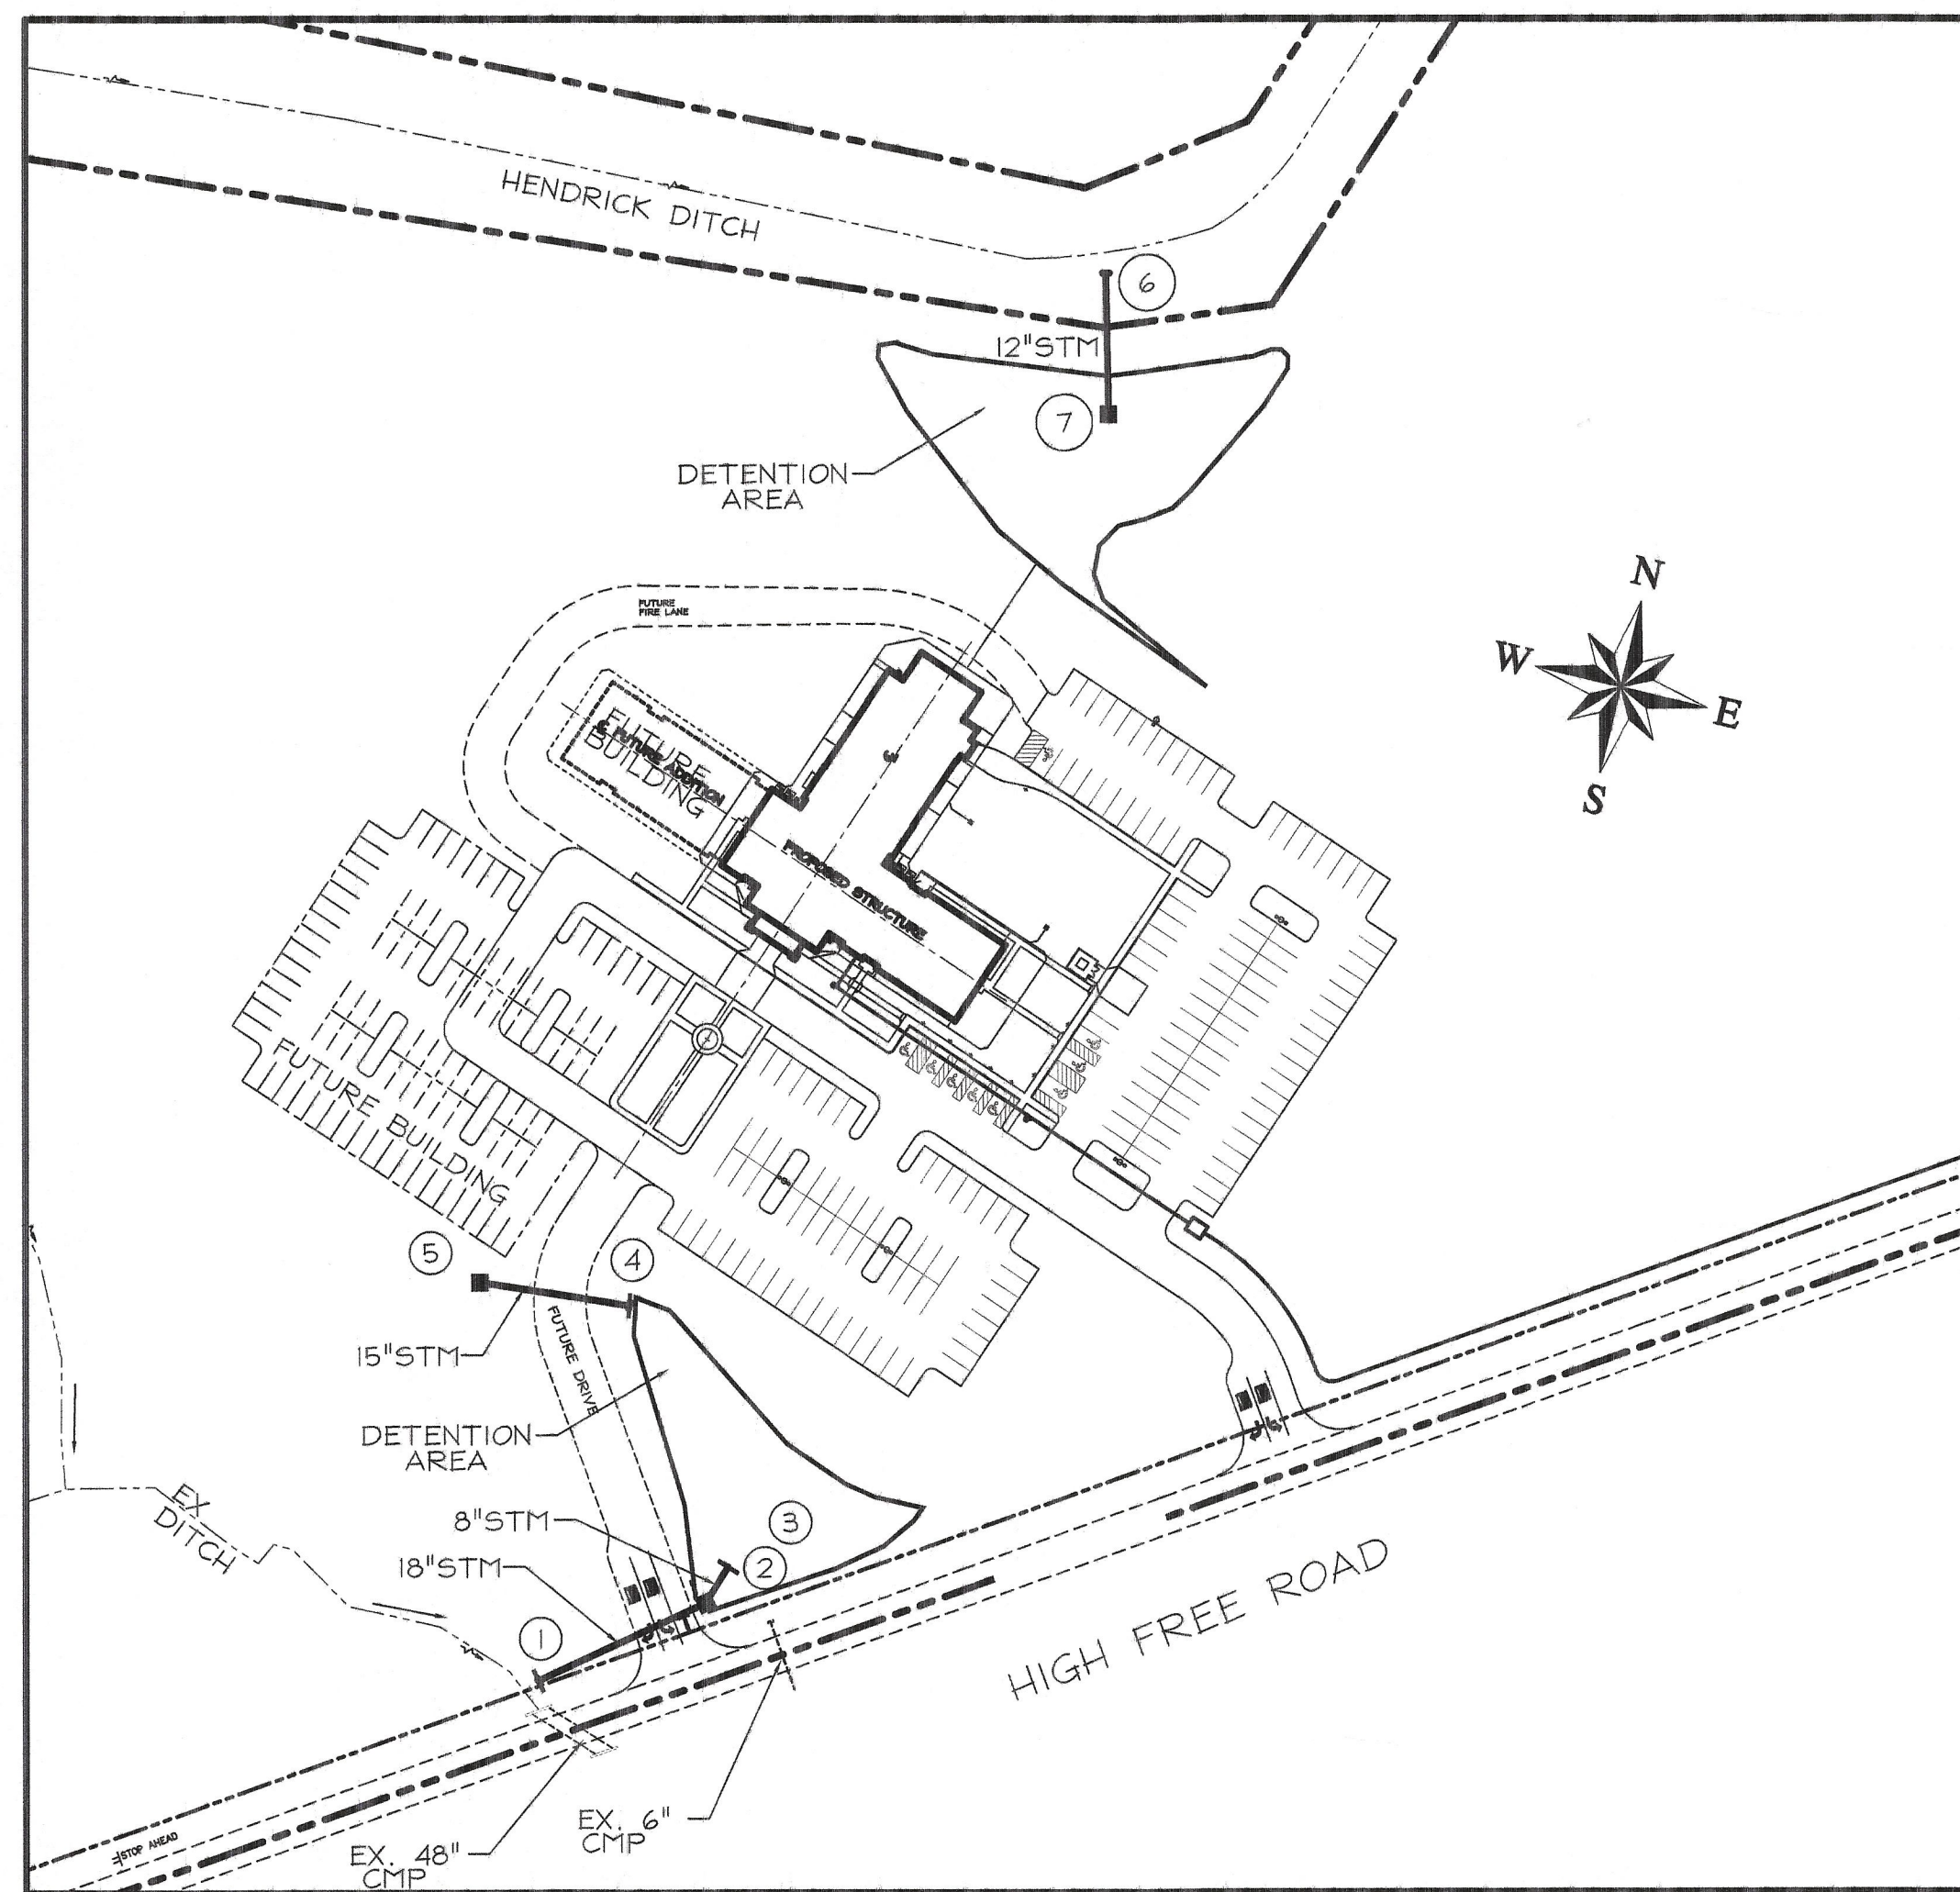 HENDRICK DITCH
6
12"STM
7
DETENTION
AREA
N
W
E
S
FUTURE
FIRE LANE
FUTURE
BUILDING
℄ FUTURE ADDITION
PROPOSED STRUCTURE
FUTURE BUILDING
5
4
15"STM
FUTURE DRIVE
DETENTION
AREA
EX
DITCH
8"STM
3
2
18"STM
1
HIGH FREE ROAD
EX. 6"
CMP
EX. 48"
CMP
STOP AHEAD